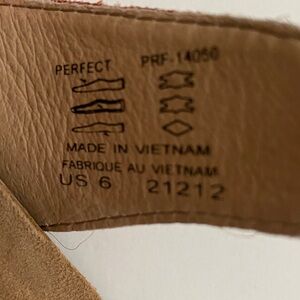 PERFECT PRF-14050
MADE IN VIETNAM
FABRIQUE AU VIETNAM
US 6 21212